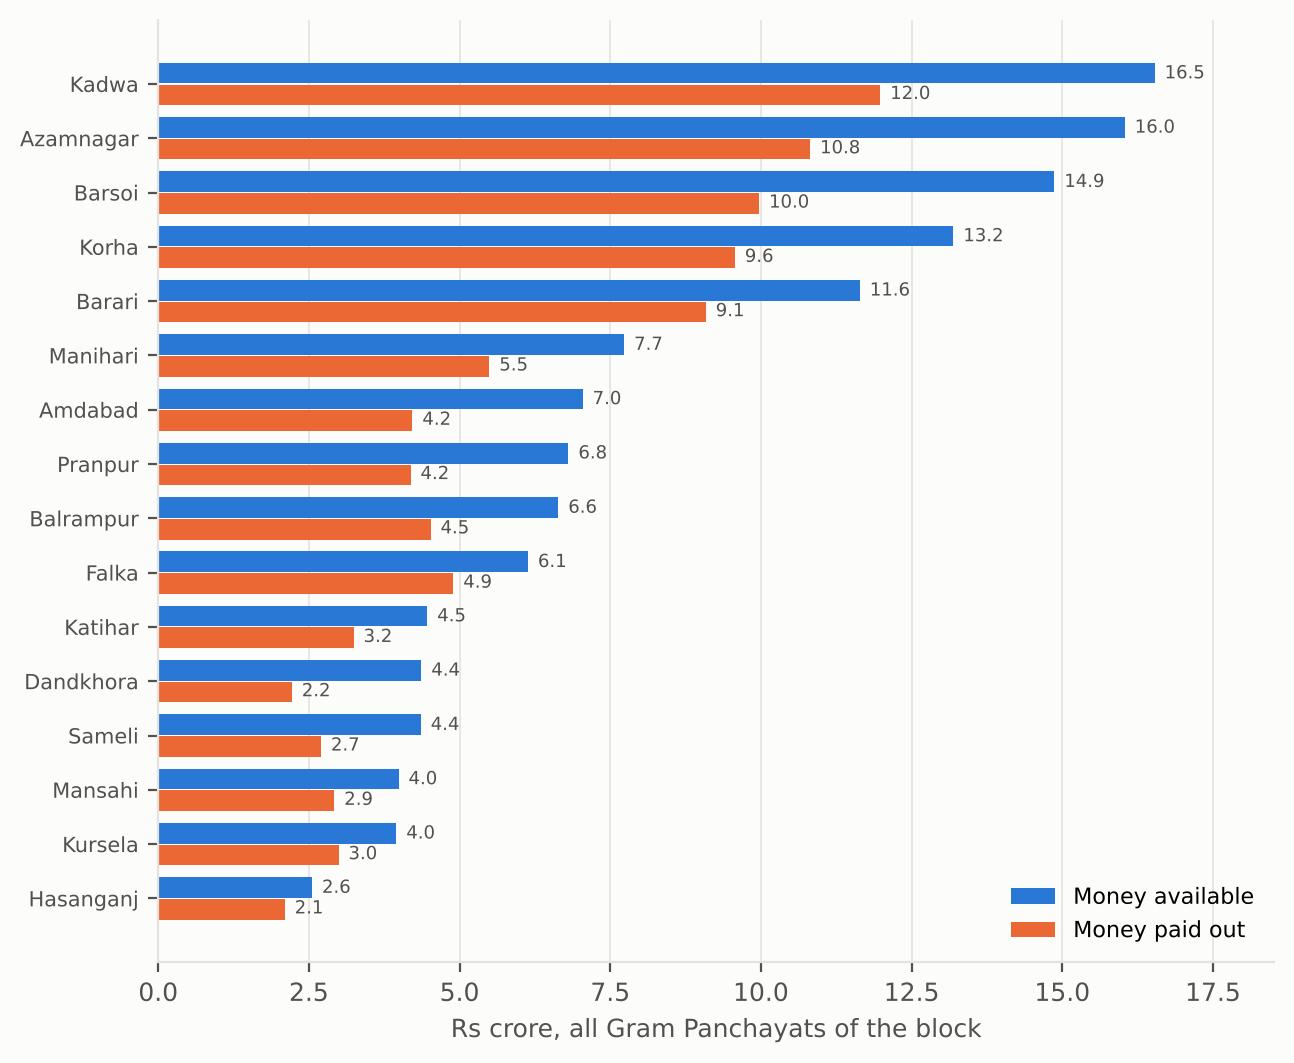 Kadwa 16.5
12.0
Azamnagar 16.0
10.8
Barsoi 14.9
10.0
Korha 13.2
9.6
Barari 11.6
9.1
Manihari 7.7
5.5
Amdabad 7.0
4.2
Pranpur 6.8
4.2
Balrampur 6.6
4.5
Falka 6.1
4.9
Katihar 4.5
3.2
Dandkhora 4.4
2.2
Sameli 4.4
2.7
Mansahi 4.0
2.9
Kursela 4.0
3.0
Hasanganj 2.6
2.1
Money available
Money paid out
0.0 2.5 5.0 7.5 10.0 12.5 15.0 17.5
Rs crore, all Gram Panchayats of the block